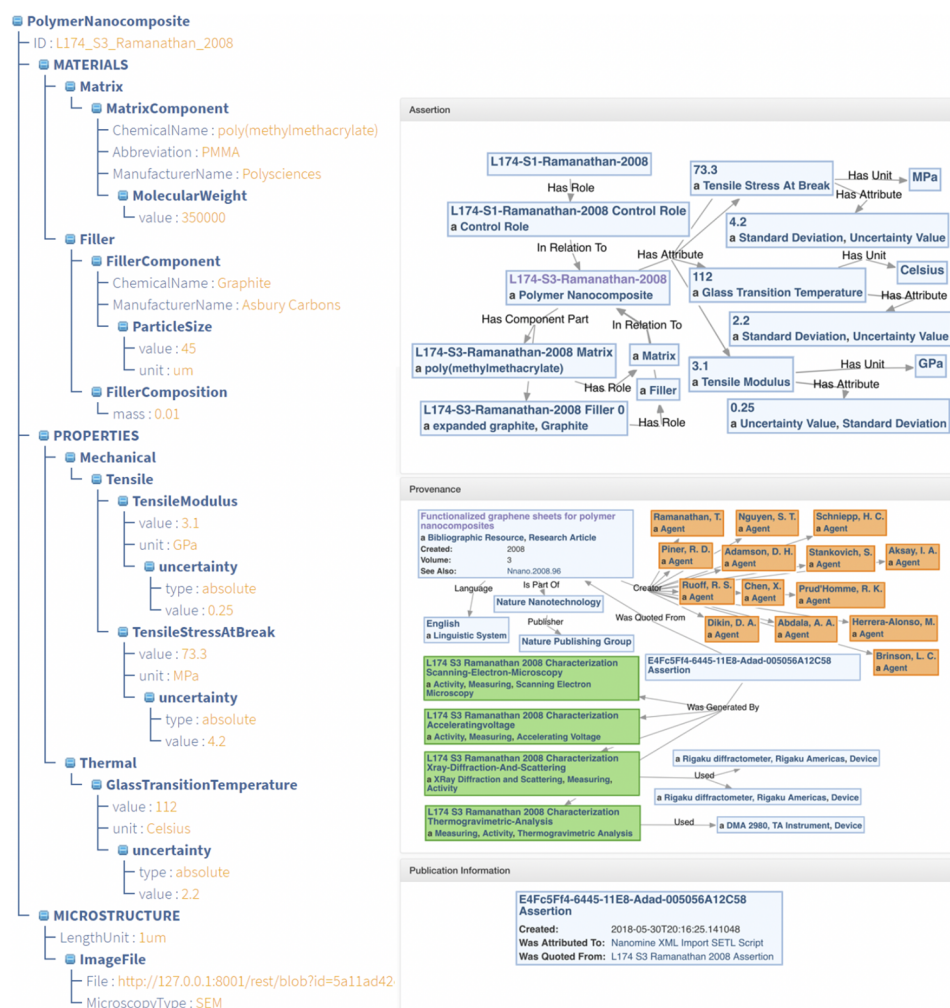 PolymerNanocomposite
ID : L174_S3_Ramanathan_2008
MATERIALS
Matrix
MatrixComponent
ChemicalName : poly(methylmethacrylate)
Abbreviation : PMMA
ManufacturerName : Polysciences
MolecularWeight
value : 350000
Filler
FillerComponent
ChemicalName : Graphite
ManufacturerName : Asbury Carbons
ParticleSize
value : 45
unit : um
FillerComposition
mass : 0.01
PROPERTIES
Mechanical
Tensile
TensileModulus
value : 3.1
unit : GPa
uncertainty
type : absolute
value : 0.25
TensileStressAtBreak
value : 73.3
unit : MPa
uncertainty
type : absolute
value : 4.2
Thermal
GlassTransitionTemperature
value : 112
unit : Celsius
uncertainty
type : absolute
value : 2.2
MICROSTRUCTURE
LengthUnit : 1um
ImageFile
File : http://127.0.0.1:8001/rest/blob?id=5a11ad42-
MicroscopyType : SEM
Assertion
L174-S1-Ramanathan-2008
Has Role
L174-S1-Ramanathan-2008 Control Role
a Control Role
In Relation To
L174-S3-Ramanathan-2008
a Polymer Nanocomposite
Has Component Part
In Relation To
L174-S3-Ramanathan-2008 Matrix
a poly(methylmethacrylate)
a Matrix
Has Role
a Filler
L174-S3-Ramanathan-2008 Filler 0
a expanded graphite, Graphite
Has Role
Has Attribute
73.3
a Tensile Stress At Break
Has Unit
MPa
Has Attribute
4.2
a Standard Deviation, Uncertainty Value
112
a Glass Transition Temperature
Has Unit
Celsius
Has Attribute
2.2
a Standard Deviation, Uncertainty Value
3.1
a Tensile Modulus
Has Unit
GPa
Has Attribute
0.25
a Uncertainty Value, Standard Deviation
Provenance
Functionalized graphene sheets for polymer
nanocomposites
a Bibliographic Resource, Research Article
Created: 2008
Volume: 3
See Also: Nnano.2008.96
Language
Is Part Of
Nature Nanotechnology
English
a Linguistic System
Publisher
Nature Publishing Group
Creator
Was Quoted From
Ramanathan, T.
a Agent
Nguyen, S. T.
a Agent
Schniepp, H. C.
a Agent
Piner, R. D.
a Agent
Adamson, D. H.
a Agent
Stankovich, S.
a Agent
Aksay, I. A.
a Agent
Ruoff, R. S.
a Agent
Chen, X.
a Agent
Prud'Homme, R. K.
a Agent
Dikin, D. A.
a Agent
Abdala, A. A.
a Agent
Herrera-Alonso, M.
a Agent
Brinson, L. C.
a Agent
E4Fc5Ff4-6445-11E8-Adad-005056A12C58
Assertion
Was Generated By
L174 S3 Ramanathan 2008 Characterization
Scanning-Electron-Microscopy
a Activity, Measuring, Scanning Electron
Microscopy
L174 S3 Ramanathan 2008 Characterization
Acceleratingvoltage
a Activity, Measuring, Accelerating Voltage
L174 S3 Ramanathan 2008 Characterization
Xray-Diffraction-And-Scattering
a XRay Diffraction and Scattering, Measuring,
Activity
L174 S3 Ramanathan 2008 Characterization
Thermogravimetric-Analysis
a Measuring, Activity, Thermogravimetric Analysis
a Rigaku diffractometer, Rigaku Americas, Device
Used
a Rigaku diffractometer, Rigaku Americas, Device
Used
a DMA 2980, TA Instrument, Device
Publication Information
E4Fc5Ff4-6445-11E8-Adad-005056A12C58
Assertion
Created: 2018-05-30T20:16:25.141048
Was Attributed To: Nanomine XML Import SETL Script
Was Quoted From: L174 S3 Ramanathan 2008 Assertion